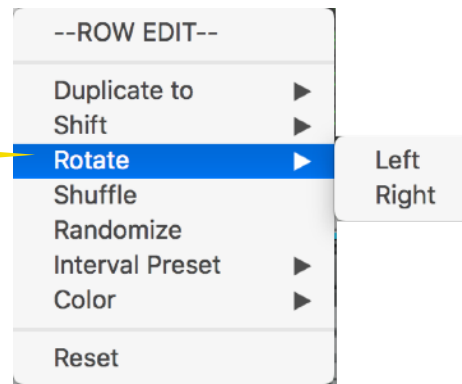 --ROW EDIT--
Duplicate to
Shift
Rotate
Left
Shuffle
Right
Randomize
Interval Preset
Color
Reset